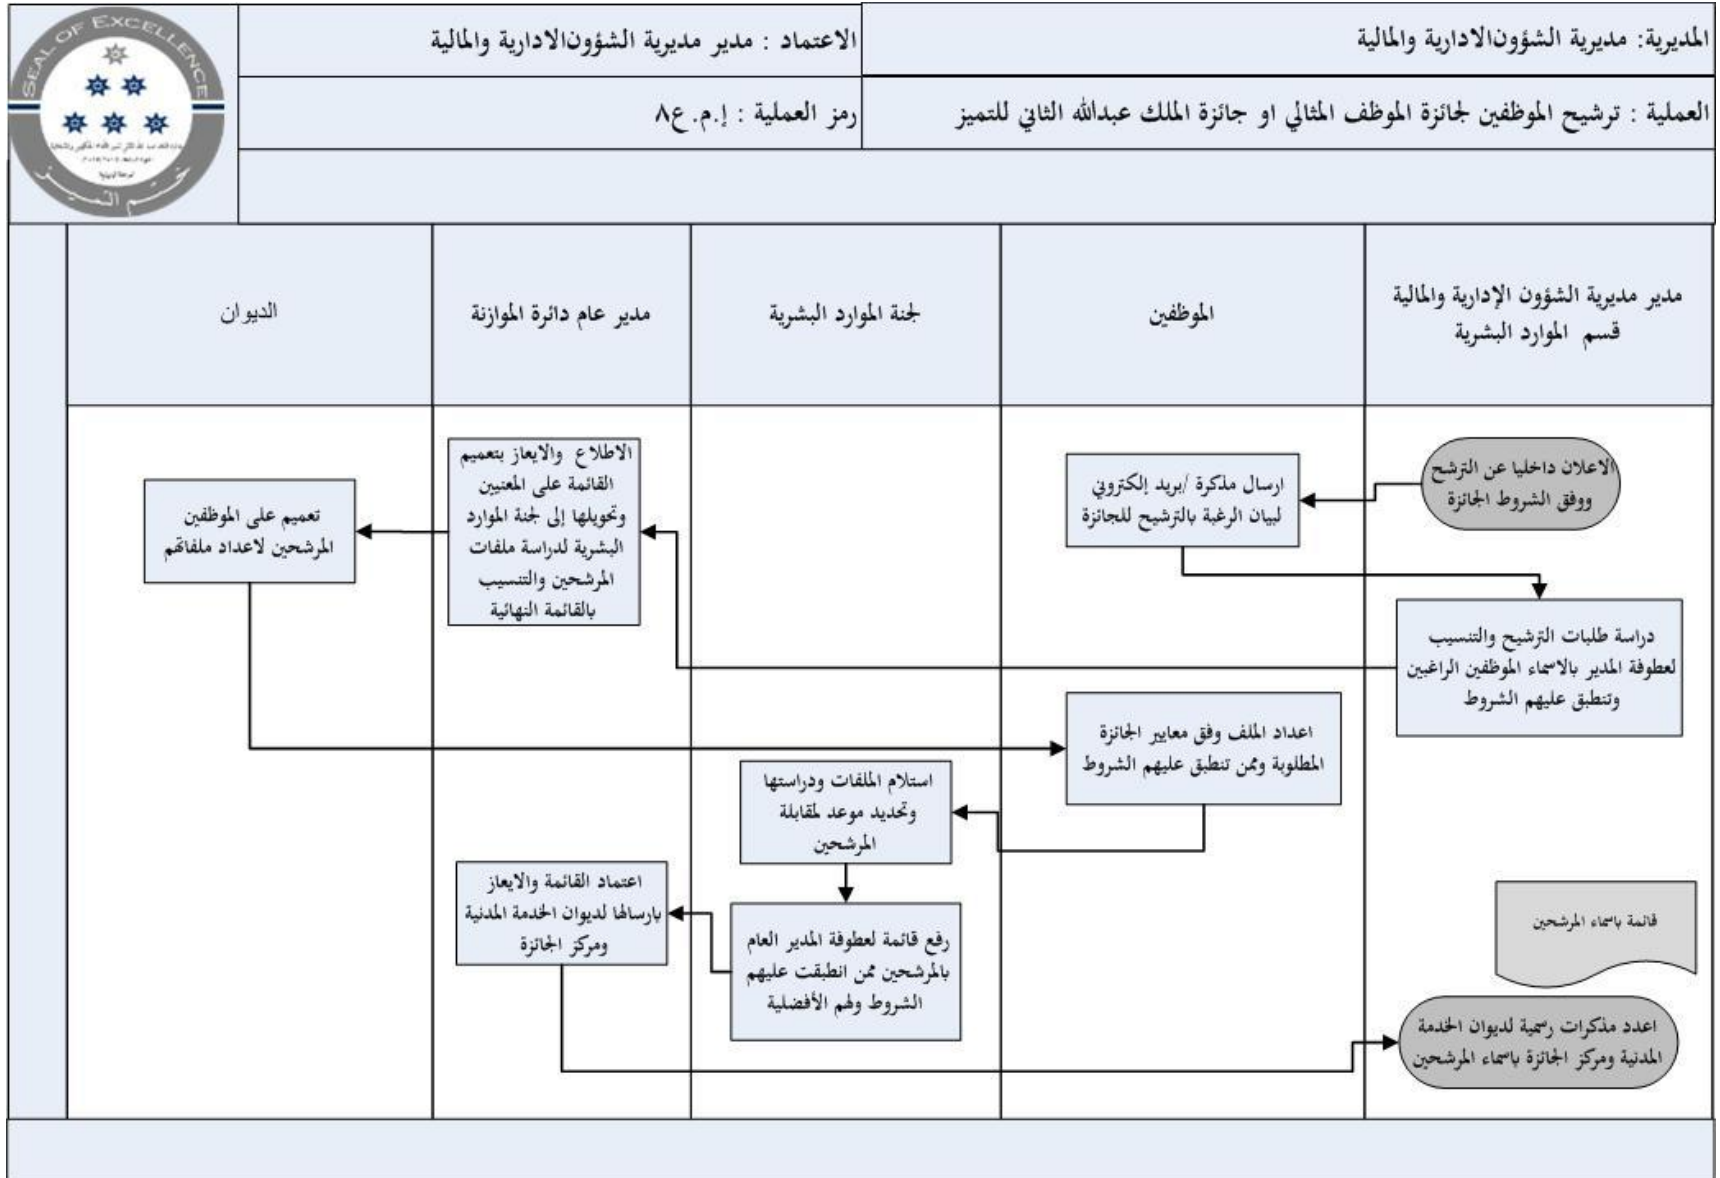 المديرية: مديرية الشؤون الادارية والمالية
الاعتماد : مدير مديرية الشؤون الادارية والمالية
SEAL OF EXCELLENCE
ختم التميز
العملية : ترشيح الموظفين لجائزة الموظف المثالي او جائزة الملك عبدالله الثاني للتميز
رمز العملية : إ.م.ع٨
مدير مديرية الشؤون الإدارية والمالية
قسم الموارد البشرية
الموظفين
لجنة الموارد البشرية
مدير عام دائرة الموازنة
الديوان
الاعلان داخليا عن الترشح
ووفق الشروط الجائزة
ارسال مذكرة /بريد إلكتروني
لبيان الرغبة بالترشيح للجائزة
الاطلاع والايعاز بتعميم
القائمة على المعنيين
وتحويلها إلى لجنة الموارد
البشرية لدراسة ملفات
المرشحين والتنسيب
بالقائمة النهائية
تعميم على الموظفين
المرشحين لاعداد ملفاتهم
دراسة طلبات الترشيح والتنسيب
لعطوفة المدير بالاسماء الموظفين الراغبين
وتنطبق عليهم الشروط
اعداد الملف وفق معايير الجائزة
المطلوبة وممن تنطبق عليهم الشروط
استلام الملفات ودراستها
وتحديد موعد لمقابلة
المرشحين
اعتماد القائمة والايعاز
بارسالها لديوان الخدمة المدنية
ومركز الجائزة
رفع قائمة لعطوفة المدير العام
بالمرشحين ممن انطبقت عليهم
الشروط ولهم الأفضلية
قائمة باسماء المرشحين
اعدد مذكرات رسمية لديوان الخدمة
المدنية ومركز الجائزة باسماء المرشحين